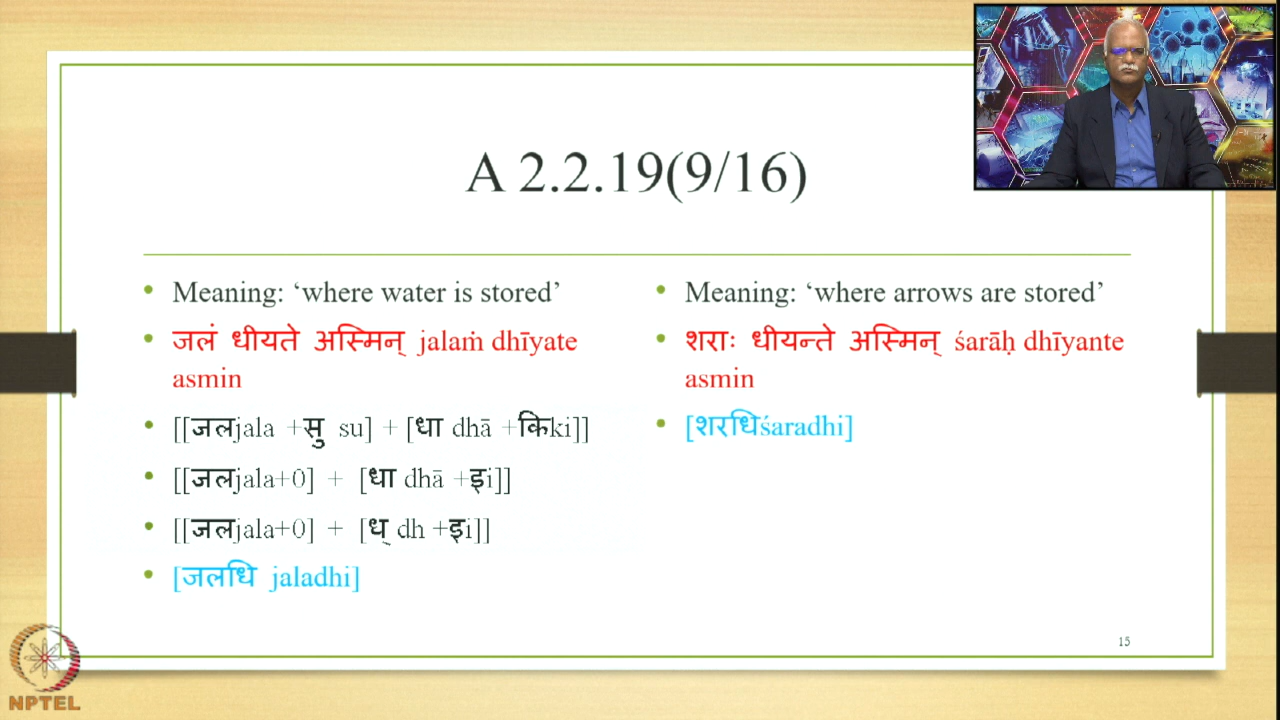 A 2.2.19(9/16)
• Meaning: ‘where water is stored’
• जलं धीयते अस्मिन् jalaṁ dhīyate
asmin
• [[जलjala +सु su] + [धा dhā +किki]]
• [[जलjala+0] + [धा dhā +इi]]
• [[जलjala+0] + [ध् dh +इi]]
• [जलधि jaladhi]
• Meaning: ‘where arrows are stored’
• शराः धीयन्ते अस्मिन् śarāḥ dhīyante
asmin
• [शरधिśaradhi]
15
NPTEL